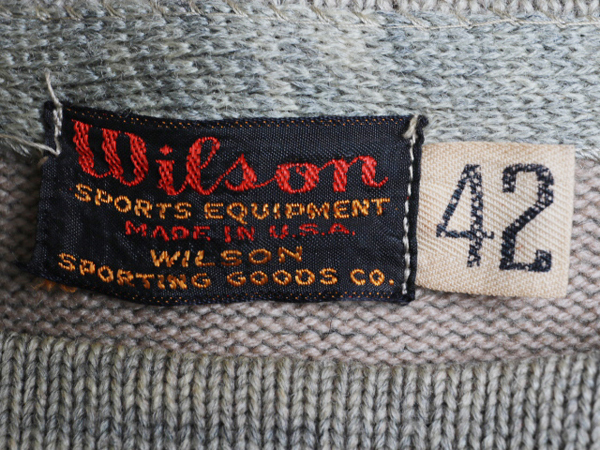 Wilson
SPORTS EQUIPMENT
MADE IN U.S.A.
WILSON
SPORTING GOODS CO.
42